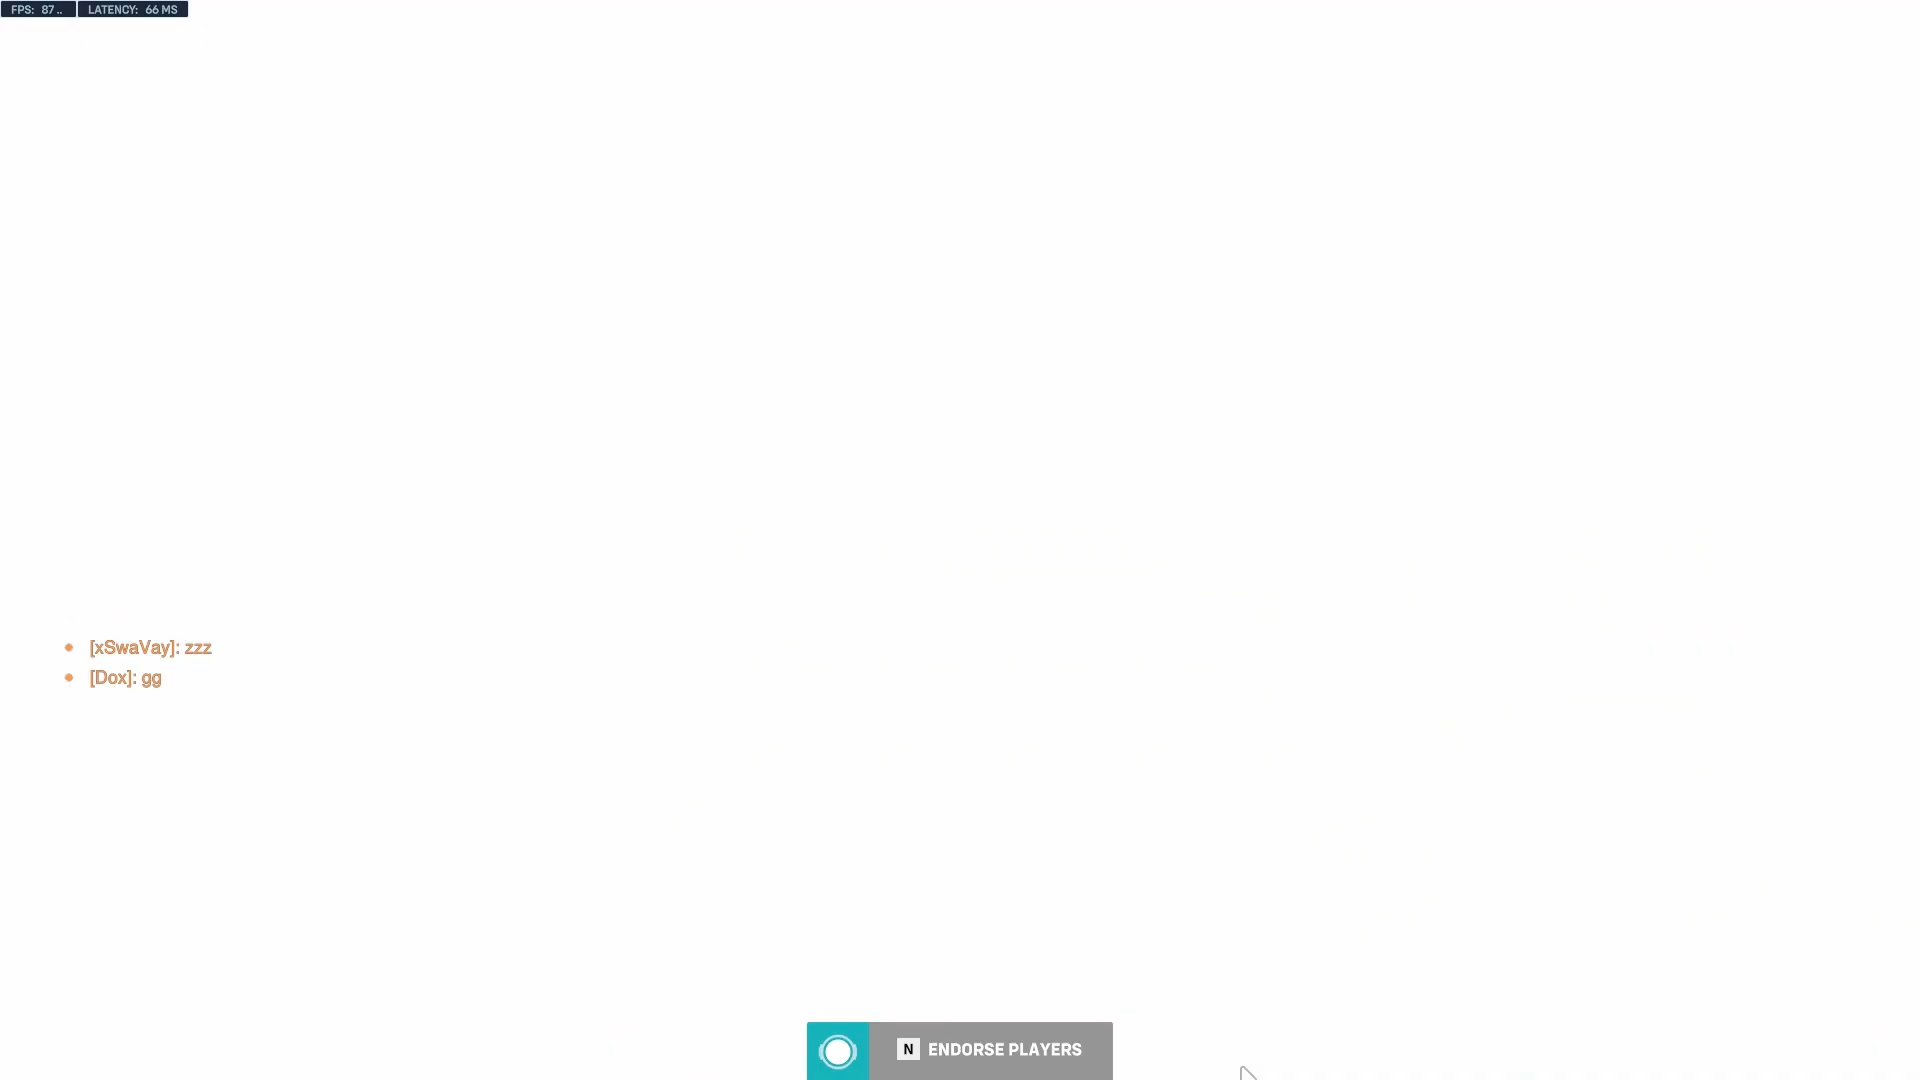 FPS: 87 .. LATENCY: 66 MS
[xSwaVay]: zzz
[Dox]: gg
N ENDORSE PLAYERS